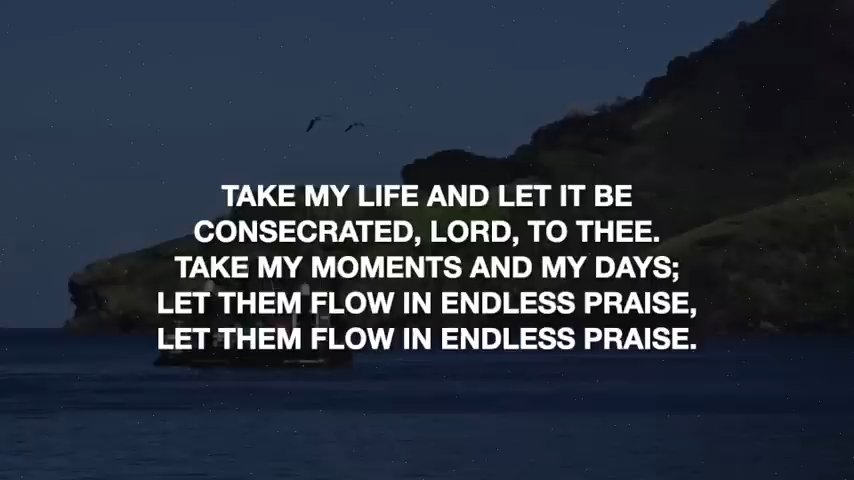 TAKE MY LIFE AND LET IT BE
CONSECRATED, LORD, TO THEE.
TAKE MY MOMENTS AND MY DAYS;
LET THEM FLOW IN ENDLESS PRAISE,
LET THEM FLOW IN ENDLESS PRAISE.